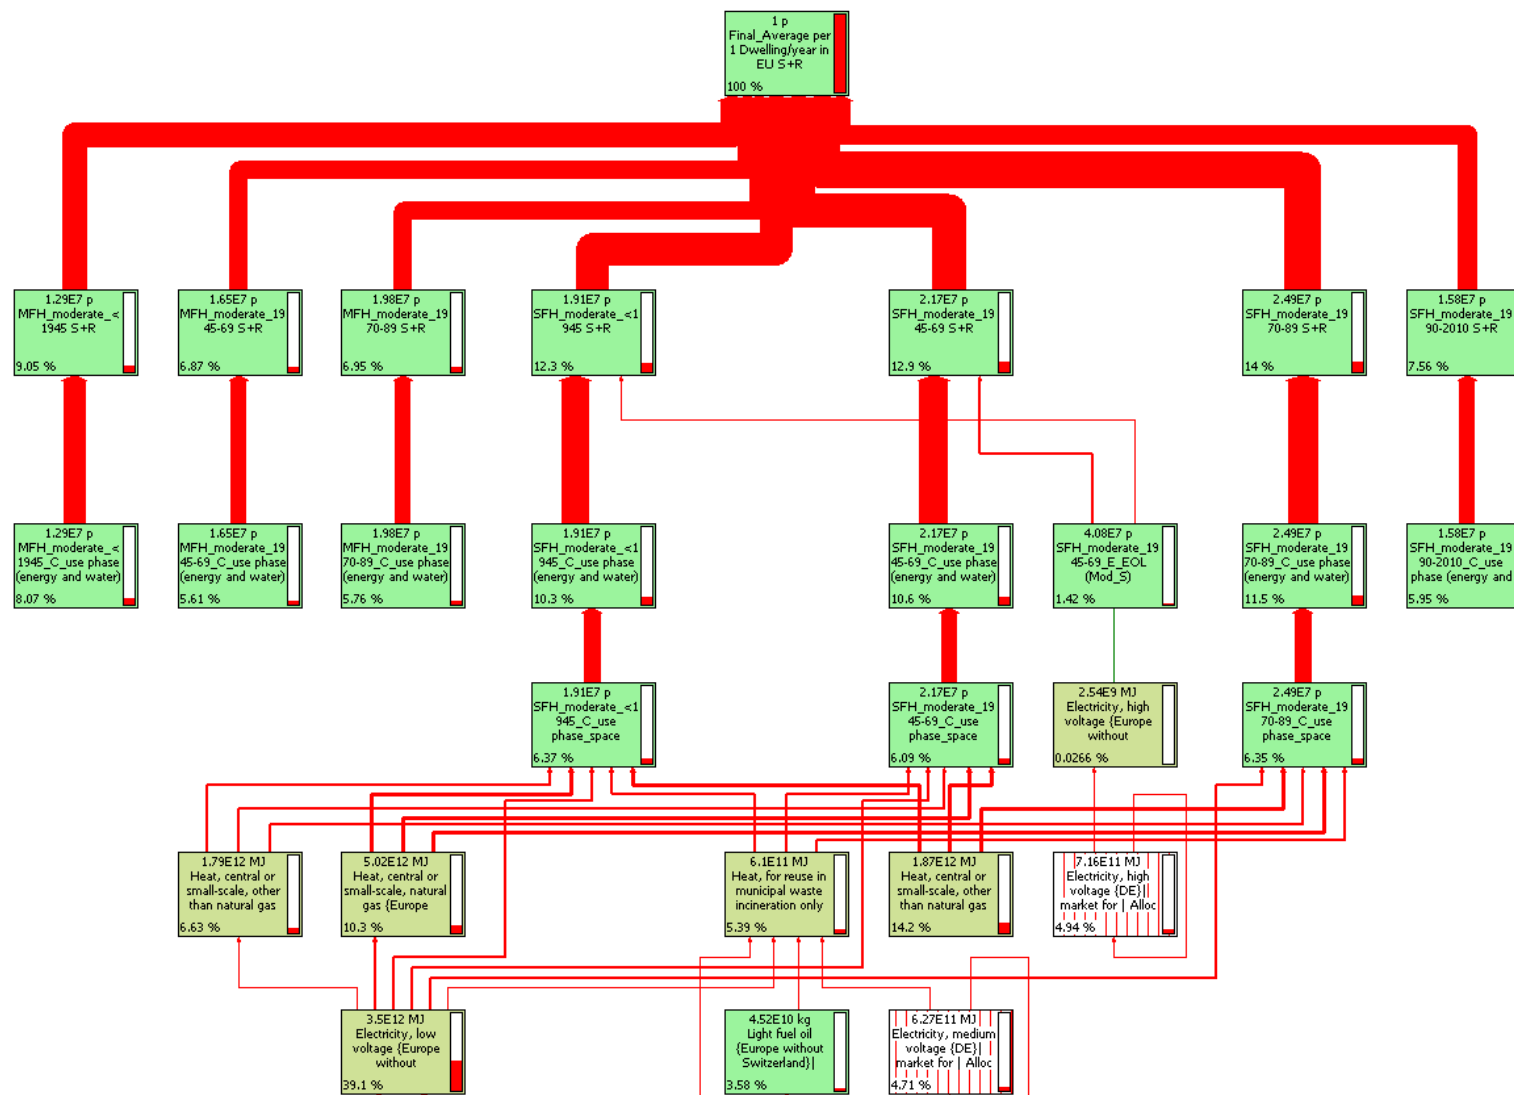 1 p
Final_Average per
1 Dwelling/year in
EU S+R
100 %
1.29E7 p
MFH_moderate_<
1945 S+R
9.05 %
1.65E7 p
MFH_moderate_19
45-69 S+R
6.87 %
1.98E7 p
MFH_moderate_19
70-89 S+R
6.95 %
1.91E7 p
SFH_moderate_<1
945 S+R
12.3 %
2.17E7 p
SFH_moderate_19
45-69 S+R
12.9 %
2.49E7 p
SFH_moderate_19
70-89 S+R
14 %
1.58E7 p
SFH_moderate_19
90-2010 S+R
7.56 %
1.29E7 p
MFH_moderate_<
1945_C_use phase
(energy and water)
8.07 %
1.65E7 p
MFH_moderate_19
45-69_C_use phase
(energy and water)
5.61 %
1.98E7 p
MFH_moderate_19
70-89_C_use phase
(energy and water)
5.76 %
1.91E7 p
SFH_moderate_<1
945_C_use phase
(energy and water)
10.3 %
2.17E7 p
SFH_moderate_19
45-69_C_use phase
(energy and water)
10.6 %
4.08E7 p
SFH_moderate_19
45-69_E_EOL
(Mod_S)
1.42 %
2.49E7 p
SFH_moderate_19
70-89_C_use phase
(energy and water)
11.5 %
1.58E7 p
SFH_moderate_19
90-2010_C_use
phase (energy and
5.95 %
1.91E7 p
SFH_moderate_<1
945_C_use
phase_space
6.37 %
2.17E7 p
SFH_moderate_19
45-69_C_use
phase_space
6.09 %
2.54E9 MJ
Electricity, high
voltage {Europe
without
0.0266 %
2.49E7 p
SFH_moderate_19
70-89_C_use
phase_space
6.35 %
1.79E12 MJ
Heat, central or
small-scale, other
than natural gas
6.63 %
5.02E12 MJ
Heat, central or
small-scale, natural
gas {Europe
10.3 %
6.1E11 MJ
Heat, for reuse in
municipal waste
incineration only
5.39 %
1.87E12 MJ
Heat, central or
small-scale, other
than natural gas
14.2 %
7.16E11 MJ
Electricity, high
voltage {DE}|
market for | Alloc
4.94 %
3.5E12 MJ
Electricity, low
voltage {Europe
without
39.1 %
4.52E10 kg
Light fuel oil
{Europe without
Switzerland}|
3.58 %
6.27E11 MJ
Electricity, medium
voltage {DE}|
market for | Alloc
4.71 %